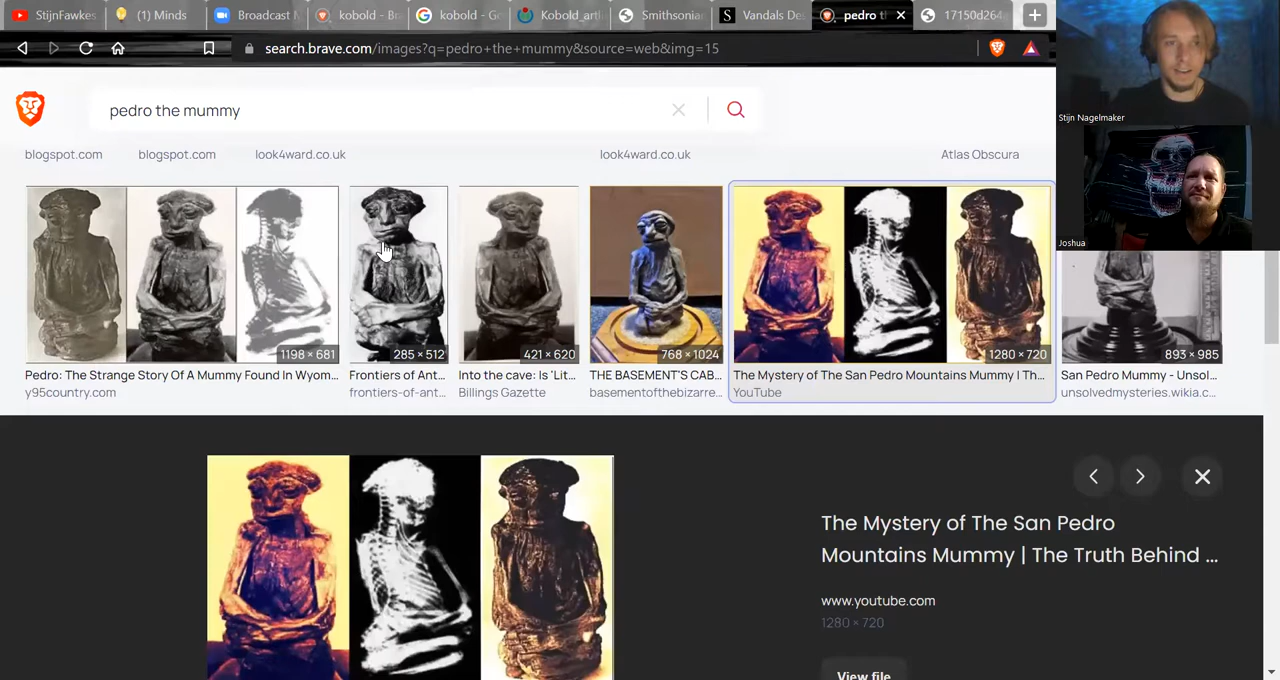 StijnFawkes
(1) Minds
Broadcast M
kobold - Bra
kobold - Go
Kobold_arti
Smithsonia
Vandals De
pedro t
17150d264
search.brave.com/images?q=pedro+the+mummy&source=web&img=15
pedro the mummy
Stijn Nagelmaker
Joshua
blogspot.com
blogspot.com
look4ward.co.uk
look4ward.co.uk
Atlas Obscura
1198 × 681
285 × 512
421 × 620
768 × 1024
1280 × 720
893 × 985
Pedro: The Strange Story Of A Mummy Found In Wyom...
Frontiers of Ant...
Into the cave: Is 'Lit...
THE BASEMENT'S CAB...
The Mystery of The San Pedro Mountains Mummy | Th...
San Pedro Mummy - Unsol...
y95country.com
frontiers-of-ant...
Billings Gazette
basementofthebizarre...
YouTube
unsolvedmysteries.wikia.c...
The Mystery of The San Pedro
Mountains Mummy | The Truth Behind ...
www.youtube.com
1280 × 720
View file